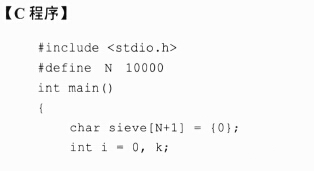 【C 程序】
#include <stdio.h>
#define N 10000
int main()
{
char sieve[N+1] = {0};
int i = 0, k;